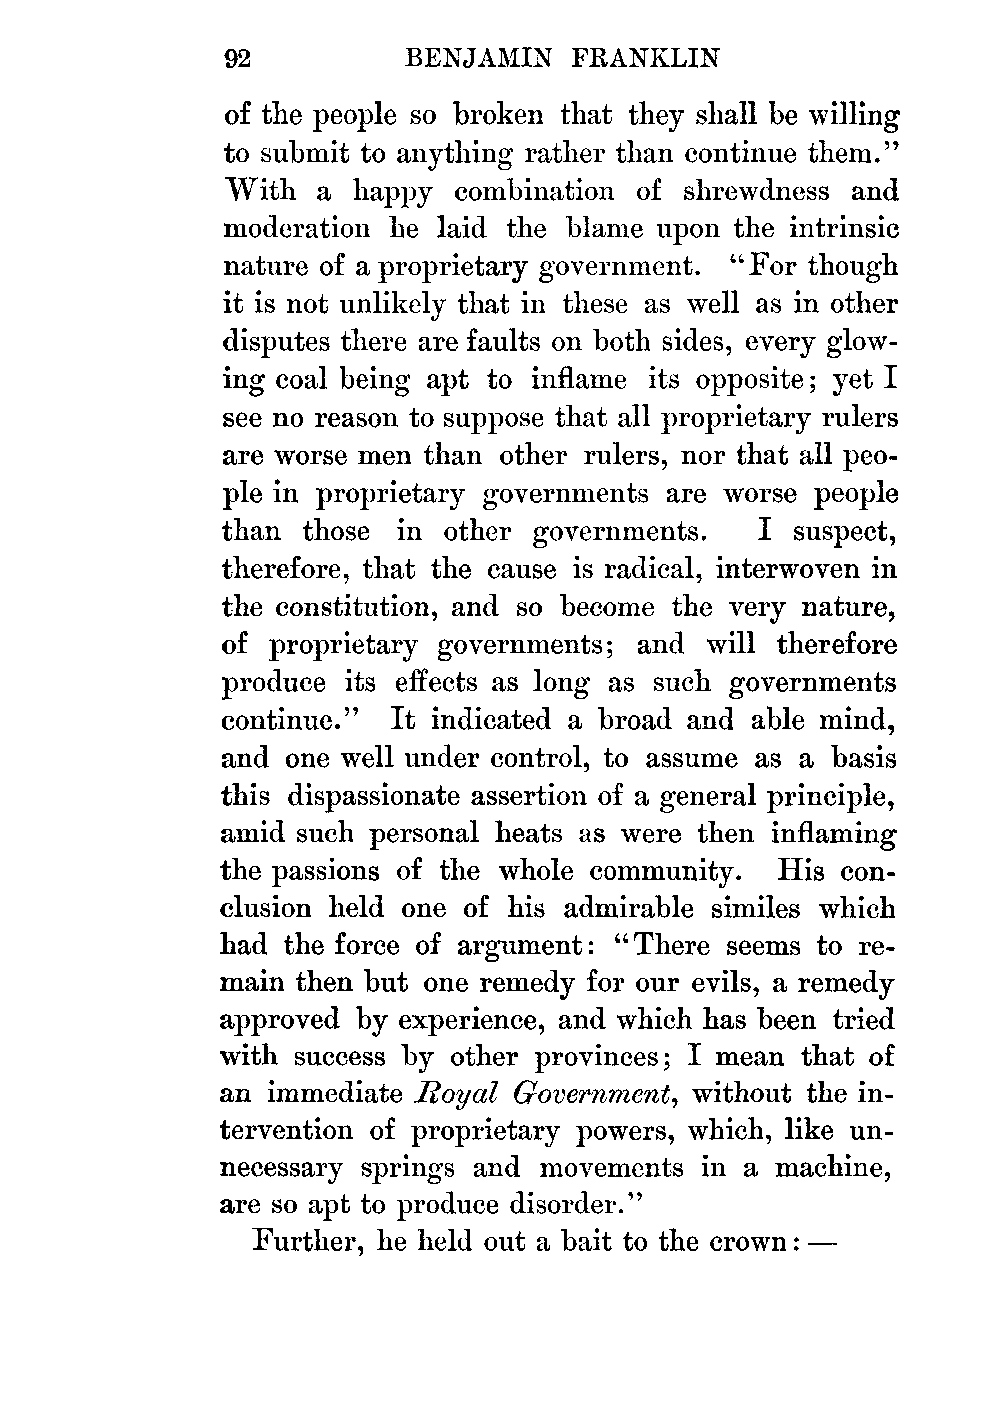 92 BENJAMIN FRANKLIN
of the people so broken that they shall be willing
to submit to anything rather than continue them."
With a happy combination of shrewdness and
moderation he laid the blame upon the intrinsic
nature of a proprietary government. "For though
it is not unlikely that in these as well as in other
disputes there are faults on both sides, every glow-
ing coal being apt to inflame its opposite; yet I
see no reason to suppose that all proprietary rulers
are worse men than other rulers, nor that all peo-
ple in proprietary governments are worse people
than those in other governments. I suspect,
therefore, that the cause is radical, interwoven in
the constitution, and so become the very nature,
of proprietary governments; and will therefore
produce its effects as long as such governments
continue." It indicated a broad and able mind,
and one well under control, to assume as a basis
this dispassionate assertion of a general principle,
amid such personal heats as were then inflaming
the passions of the whole community. His con-
clusion held one of his admirable similes which
had the force of argument: "There seems to re-
main then but one remedy for our evils, a remedy
approved by experience, and which has been tried
with success by other provinces; I mean that of
an immediate Royal Government, without the in-
tervention of proprietary powers, which, like un-
necessary springs and movements in a machine,
are so apt to produce disorder."
Further, he held out a bait to the crown: —